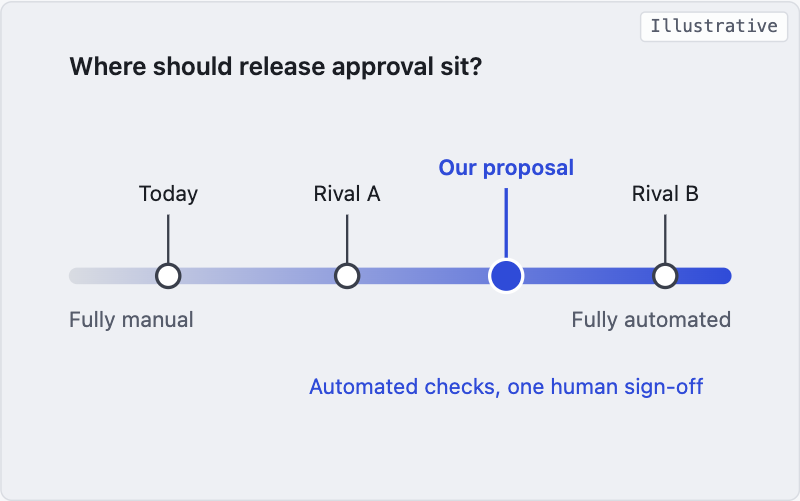 Illustrative
Where should release approval sit?
Our proposal
Today
Rival A
Rival B
Fully manual
Fully automated
Automated checks, one human sign-off